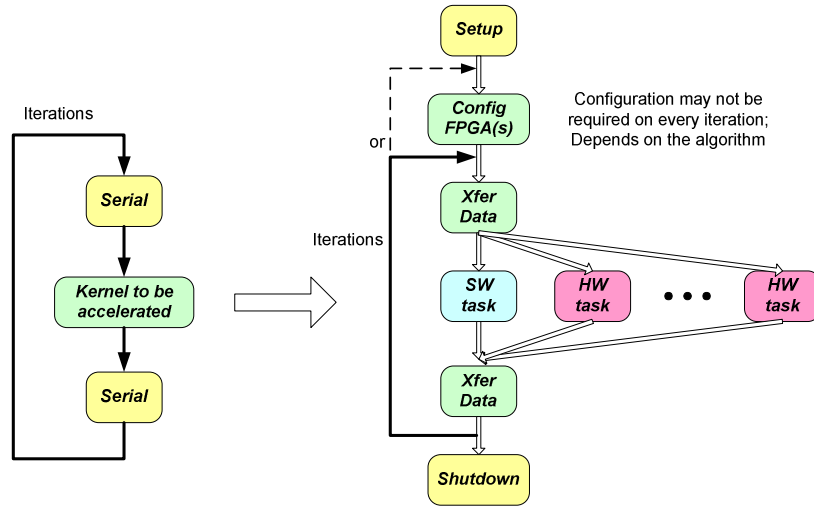 Iterations
Serial
Kernel to be
accelerated
Serial
Setup
Config
FPGA(s)
or
Configuration may not be
required on every iteration;
Depends on the algorithm
Iterations
Xfer
Data
SW
task
HW
task
HW
task
Xfer
Data
Shutdown